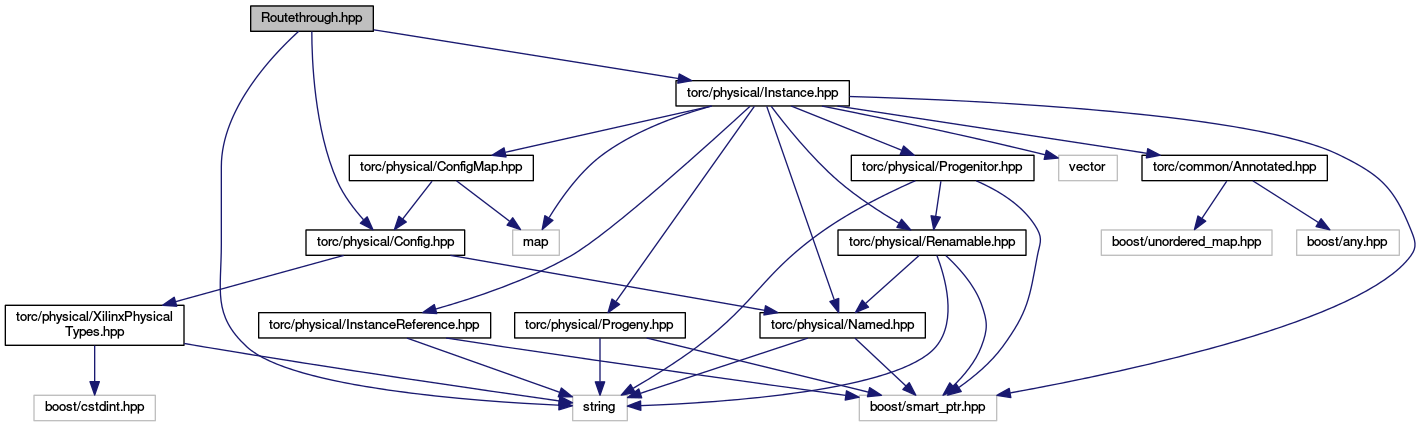 Routethrough.hpp
torc/physical/Instance.hpp
torc/physical/ConfigMap.hpp
torc/physical/Progenitor.hpp
vector
torc/common/Annotated.hpp
torc/physical/Config.hpp
map
torc/physical/Renamable.hpp
boost/unordered_map.hpp
boost/any.hpp
torc/physical/XilinxPhysical
Types.hpp
torc/physical/InstanceReference.hpp
torc/physical/Progeny.hpp
torc/physical/Named.hpp
boost/cstdint.hpp
string
boost/smart_ptr.hpp